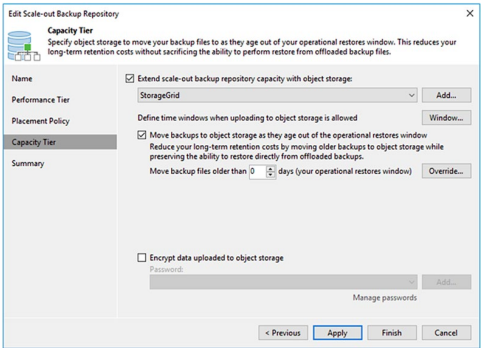 Edit Scale-out Backup Repository
Capacity Tier
Specify object storage to move your backup files to as they age out of your operational restores window. This reduces your
long-term retention costs without sacrificing the ability to perform restore from offloaded backup files.
Name
Performance Tier
Placement Policy
Capacity Tier
Summary
Extend scale-out backup repository capacity with object storage:
StorageGrid Add...
Define time windows when uploading to object storage is allowed Window...
Move backups to object storage as they age out of the operational restores window
Reduce your long-term retention costs by moving older backups to object storage while
preserving the ability to restore directly from offloaded backups.
Move backup files older than 0 days (your operational restores window) Override...
Encrypt data uploaded to object storage
Password:
Add...
Manage passwords
< Previous Apply Finish Cancel